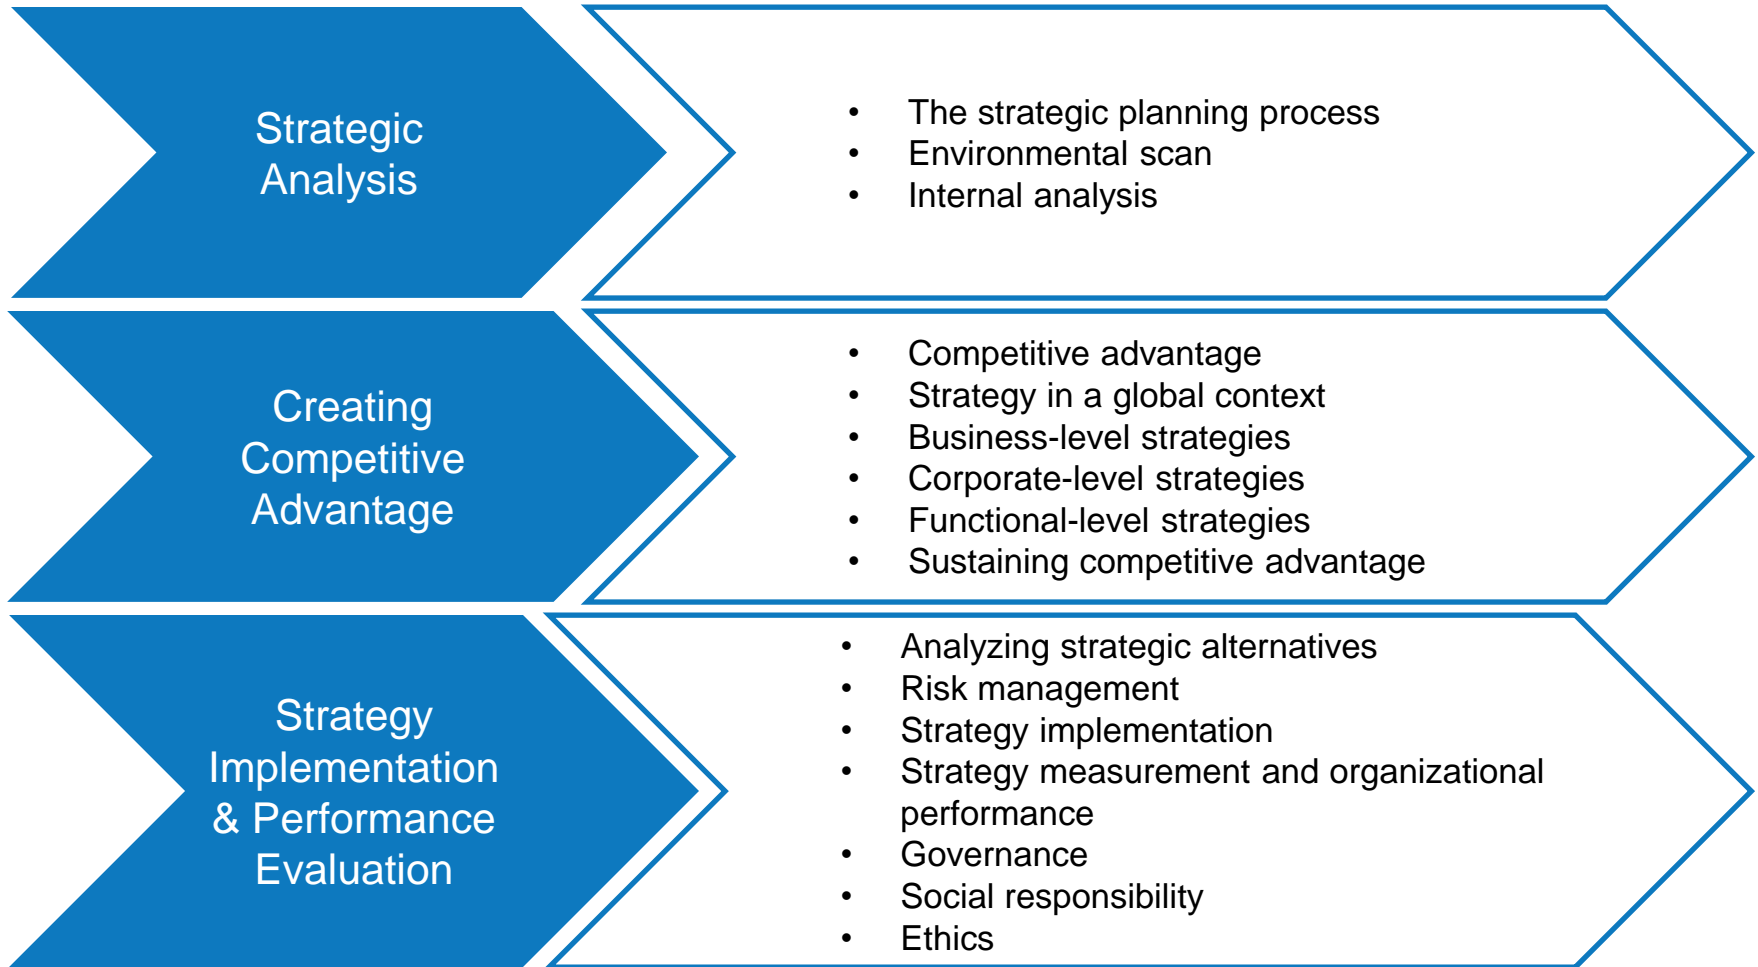 Strategic
Analysis
• The strategic planning process
• Environmental scan
• Internal analysis
Creating
Competitive
Advantage
• Competitive advantage
• Strategy in a global context
• Business-level strategies
• Corporate-level strategies
• Functional-level strategies
• Sustaining competitive advantage
Strategy
Implementation
& Performance
Evaluation
• Analyzing strategic alternatives
• Risk management
• Strategy implementation
• Strategy measurement and organizational
performance
• Governance
• Social responsibility
• Ethics